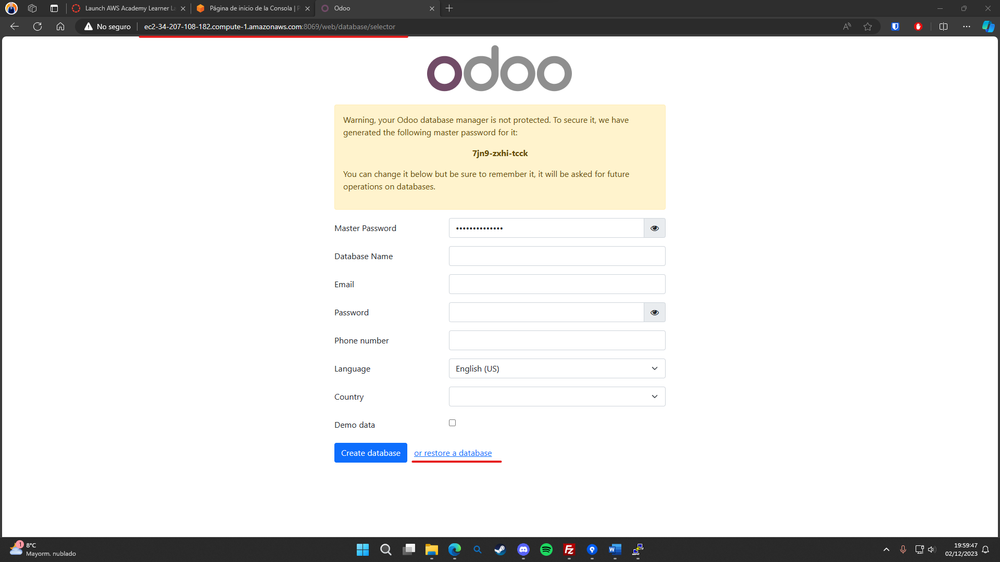 Launch AWS Academy Learner La
Página de inicio de la Consola | P
Odoo
No seguro
ec2-34-207-108-182.compute-1.amazonaws.com:8069/web/database/selector
odoo
Warning, your Odoo database manager is not protected. To secure it, we have
generated the following master password for it:
7jn9-zxhi-tcck
You can change it below but be sure to remember it, it will be asked for future
operations on databases.
Master Password
••••••••••••••
Database Name
Email
Password
Phone number
Language
English (US)
Country
Demo data
Create database
or restore a database
1
8°C
Mayorm. nublado
19:59:47
02/12/2023